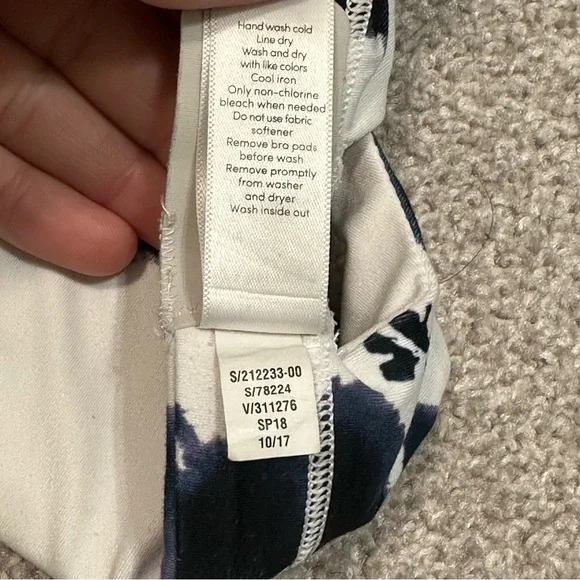 Hand wash cold
Line dry
Wash and dry
with like colors
Cool iron
Only non-chlorine
bleach when needed
Do not use fabric
softener
Remove bra pads
before wash
Remove promptly
from washer
and dryer
Wash inside out
S/212233-00
S/78224
V/311276
SP18
10/17